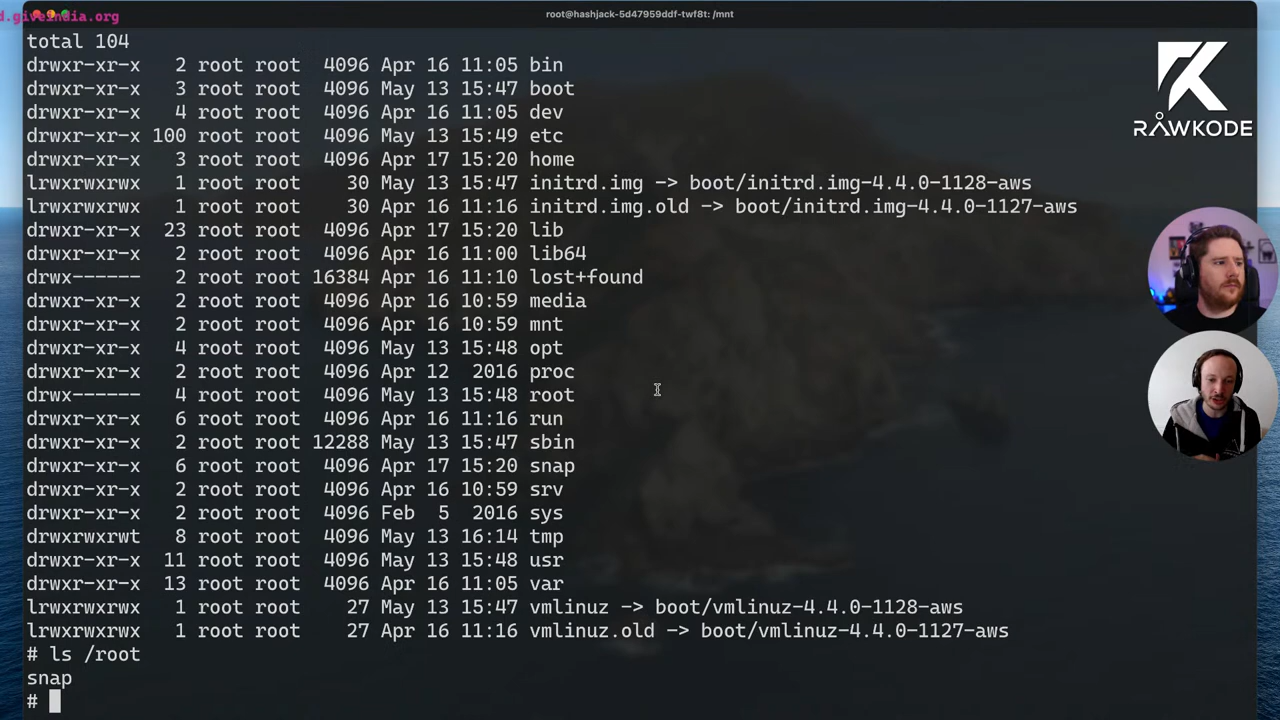 d.giveindia.org
root@hashjack-5d47959ddf-twf8t: /mnt
total 104
drwxr-xr-x 2 root root 4096 Apr 16 11:05 bin
drwxr-xr-x 3 root root 4096 May 13 15:47 boot
drwxr-xr-x 4 root root 4096 Apr 16 11:05 dev
drwxr-xr-x 100 root root 4096 May 13 15:49 etc
drwxr-xr-x 3 root root 4096 Apr 17 15:20 home
lrwxrwxrwx 1 root root 30 May 13 15:47 initrd.img -> boot/initrd.img-4.4.0-1128-aws
lrwxrwxrwx 1 root root 30 Apr 16 11:16 initrd.img.old -> boot/initrd.img-4.4.0-1127-aws
drwxr-xr-x 23 root root 4096 Apr 17 15:20 lib
drwxr-xr-x 2 root root 4096 Apr 16 11:00 lib64
drwx------ 2 root root 16384 Apr 16 11:10 lost+found
drwxr-xr-x 2 root root 4096 Apr 16 10:59 media
drwxr-xr-x 2 root root 4096 Apr 16 10:59 mnt
drwxr-xr-x 4 root root 4096 May 13 15:48 opt
drwxr-xr-x 2 root root 4096 Apr 12 2016 proc
drwx------ 4 root root 4096 May 13 15:48 root
drwxr-xr-x 6 root root 4096 Apr 16 11:16 run
drwxr-xr-x 2 root root 12288 May 13 15:47 sbin
drwxr-xr-x 6 root root 4096 Apr 17 15:20 snap
drwxr-xr-x 2 root root 4096 Apr 16 10:59 srv
drwxr-xr-x 2 root root 4096 Feb 5 2016 sys
drwxrwxrwt 8 root root 4096 May 13 16:14 tmp
drwxr-xr-x 11 root root 4096 May 13 15:48 usr
drwxr-xr-x 13 root root 4096 Apr 16 11:05 var
lrwxrwxrwx 1 root root 27 May 13 15:47 vmlinuz -> boot/vmlinuz-4.4.0-1128-aws
lrwxrwxrwx 1 root root 27 Apr 16 11:16 vmlinuz.old -> boot/vmlinuz-4.4.0-1127-aws
# ls /root
snap
#
RAWKODE